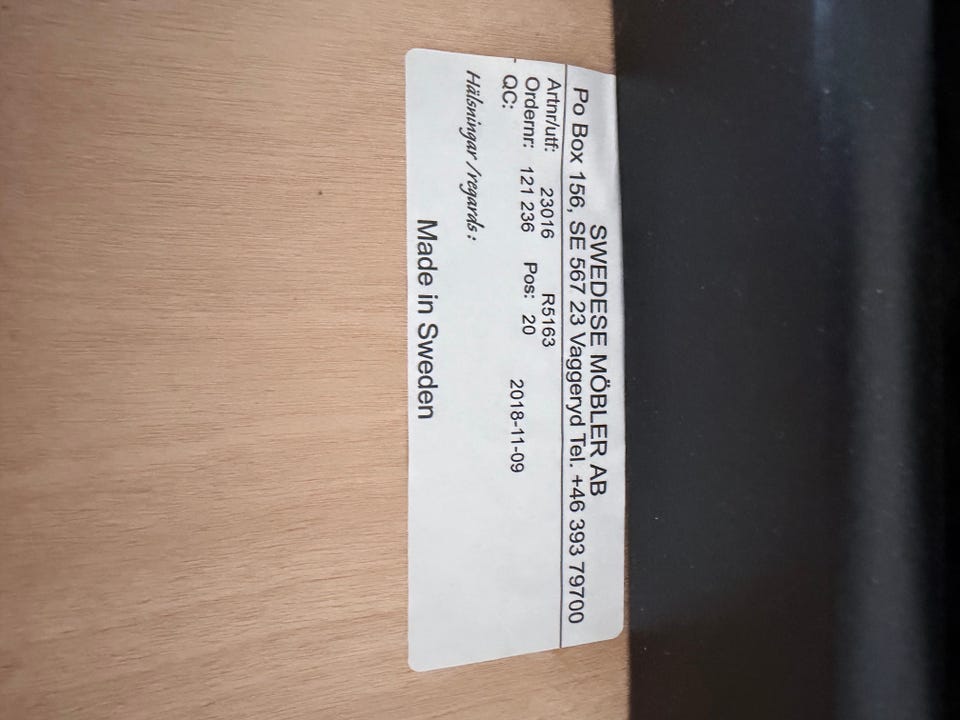 SWEDESE MÖBLER AB
Po Box 156, SE 567 23 Vaggeryd Tel. +46 393 79700
Artnr/utf: 23016 R5163
Ordernr: 121 236 Pos: 20
QC: 2018-11-09
Hälsningar /regards:
Made in Sweden